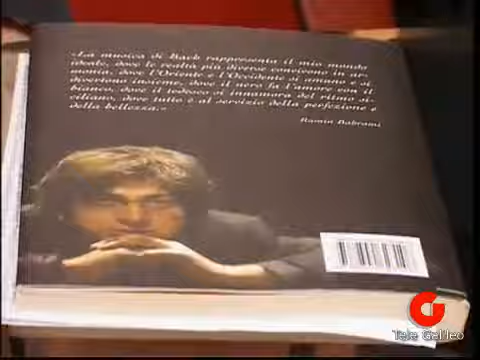 «La musica di Bach rappresenta il mio mondo
ideale, dove le realtà più diverse convivono in ar-
monia, dove l'Oriente e l'Occidente si amano e si
divertono insieme, dove il nero fa l'amore con il
bianco, dove il tedesco si innamora del ritmo si-
ciliano, dove tutto è al servizio della perfezione e
della bellezza.»
Ramin Bahrami
G
Tele Galileo